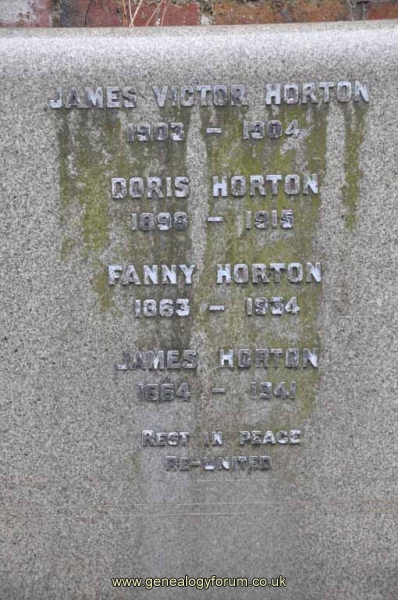 JAMES VICTOR HORTON
1903 - 1904
DORIS HORTON
1898 - 1915
FANNY HORTON
1863 - 1934
JAMES HORTON
1864 - 1941
REST IN PEACE
RE-UNITED
www.genealogyforum.co.uk